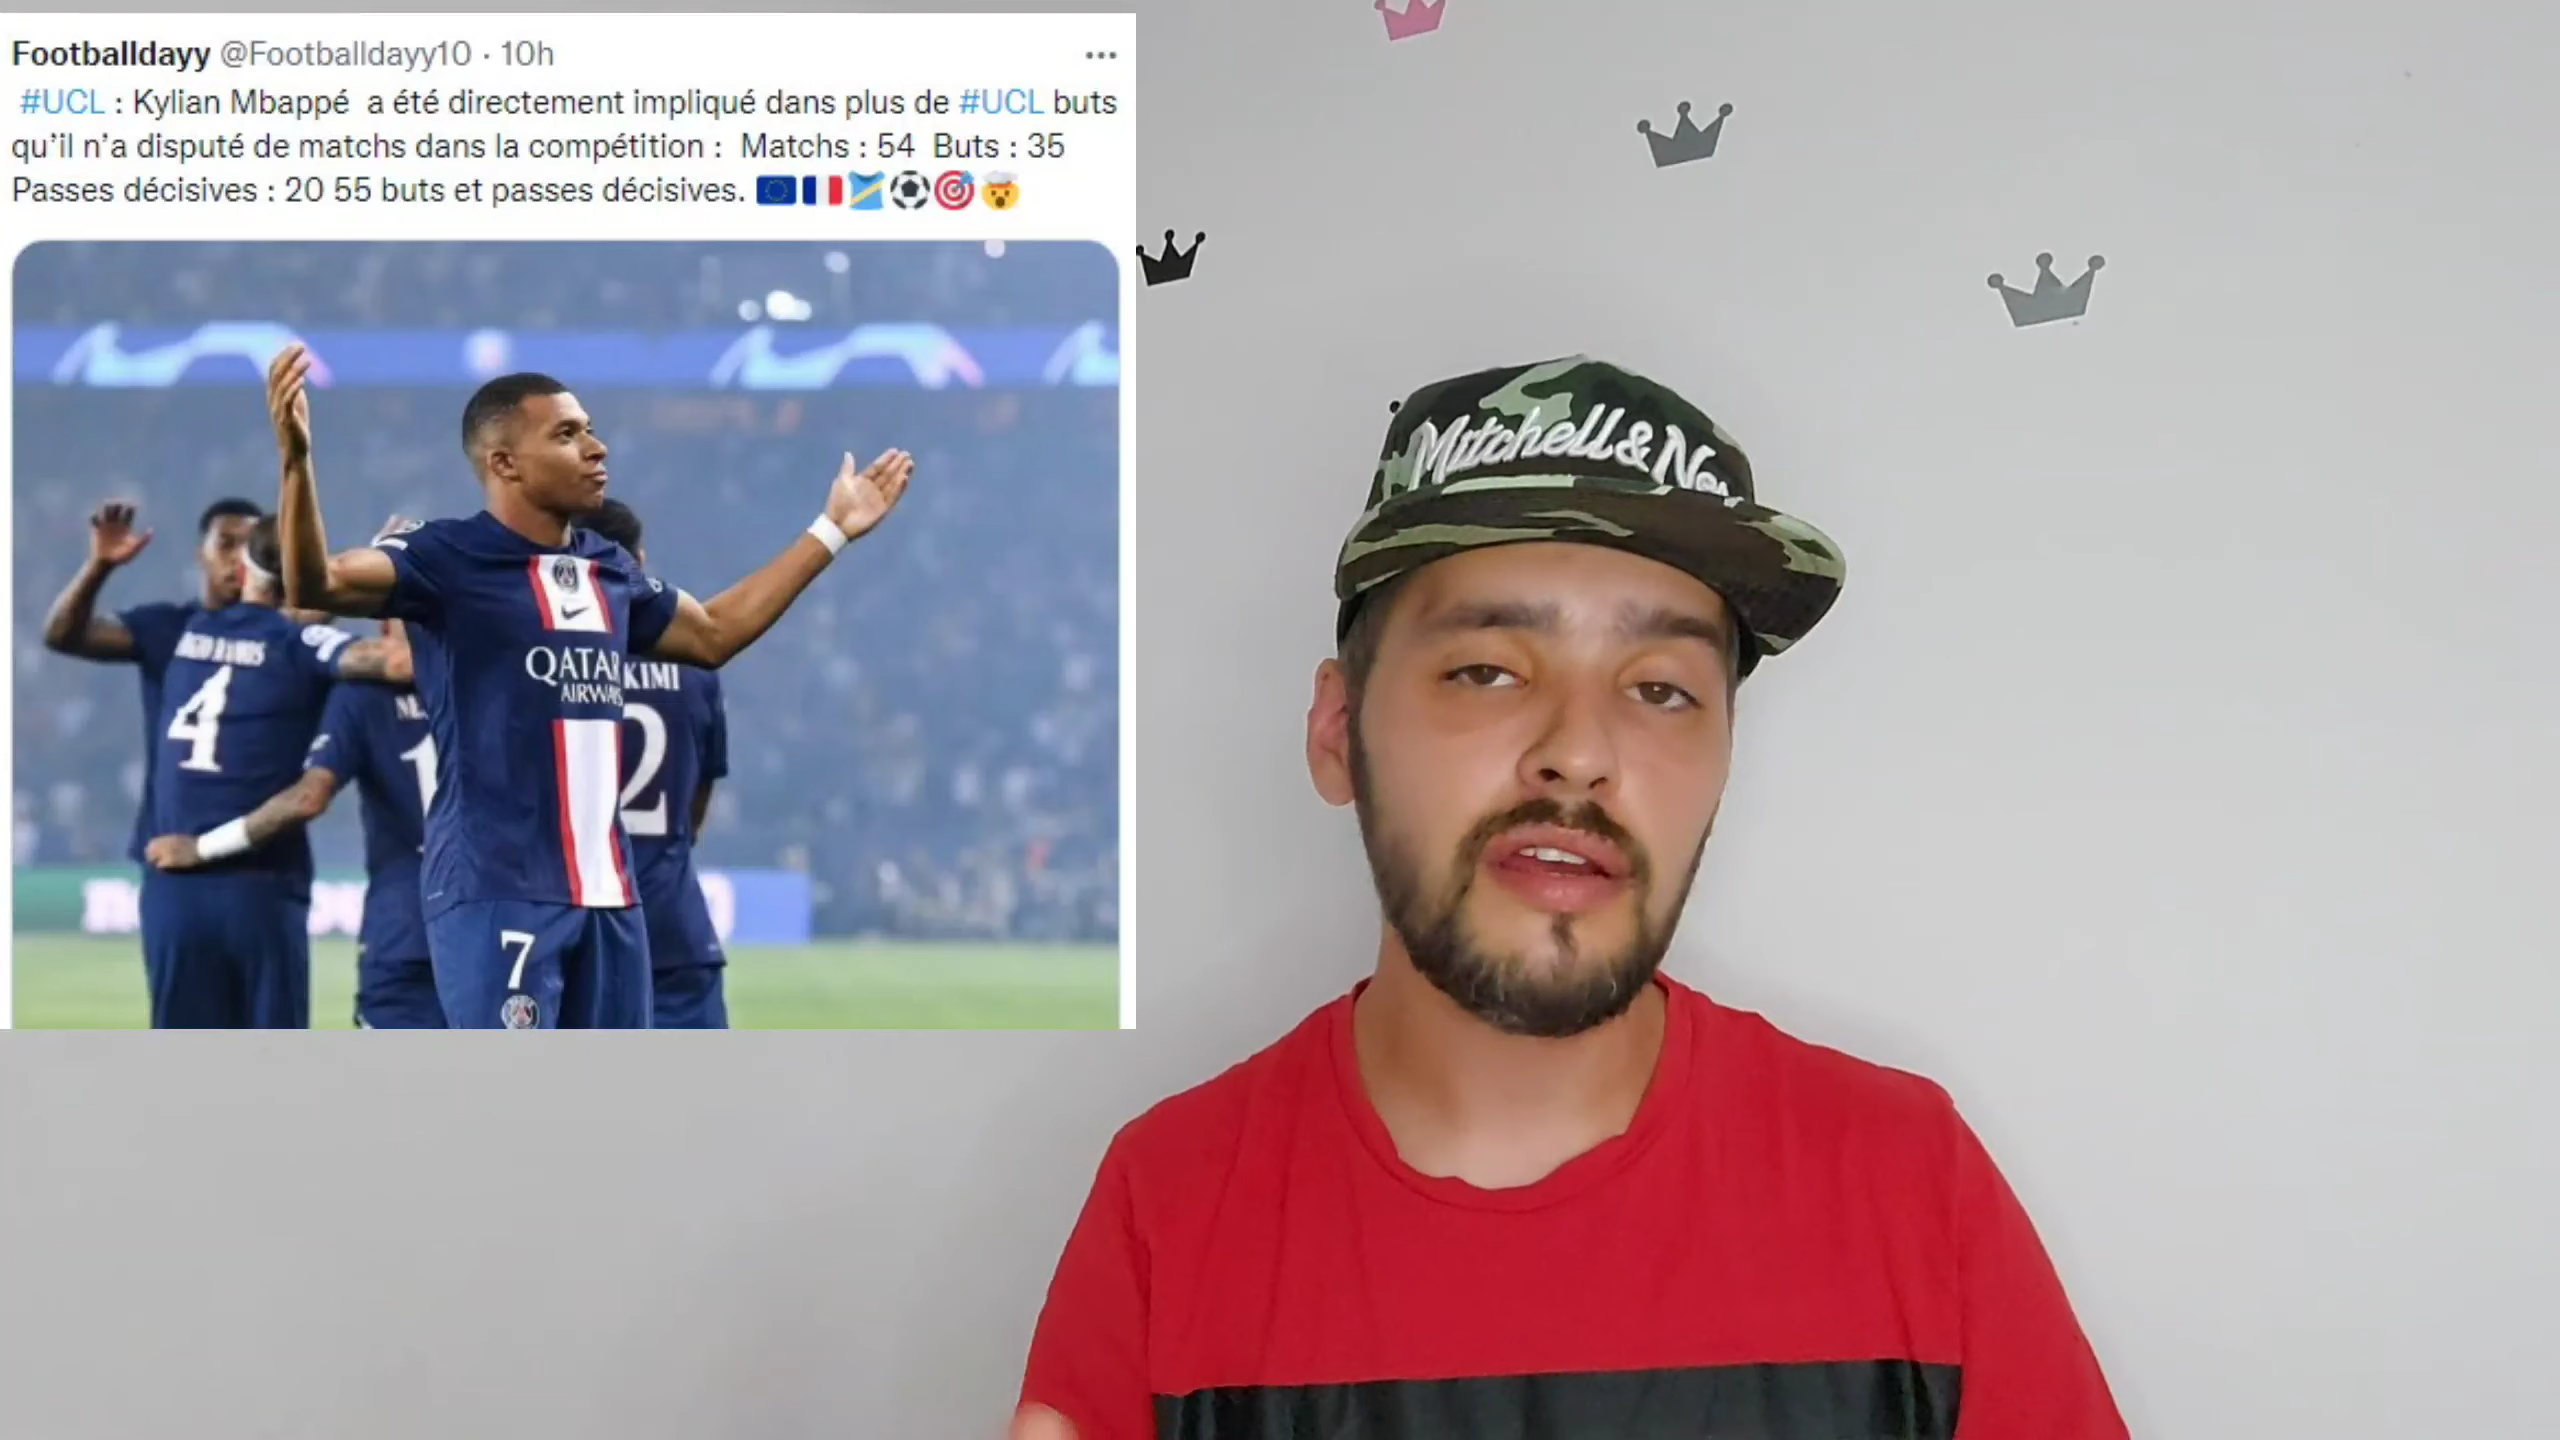 Footballdayy @Footballdayy10 · 10h
#UCL : Kylian Mbappé a été directement impliqué dans plus de #UCL buts
qu'il n'a disputé de matchs dans la compétition : Matchs : 54 Buts : 35
Passes décisives : 20 55 buts et passes décisives. 🇪🇺🇫🇷🎽⚽🎯🤯
Mitchell & Ne
4
QATAR
AIRWAYS
KIMI
2
1
7